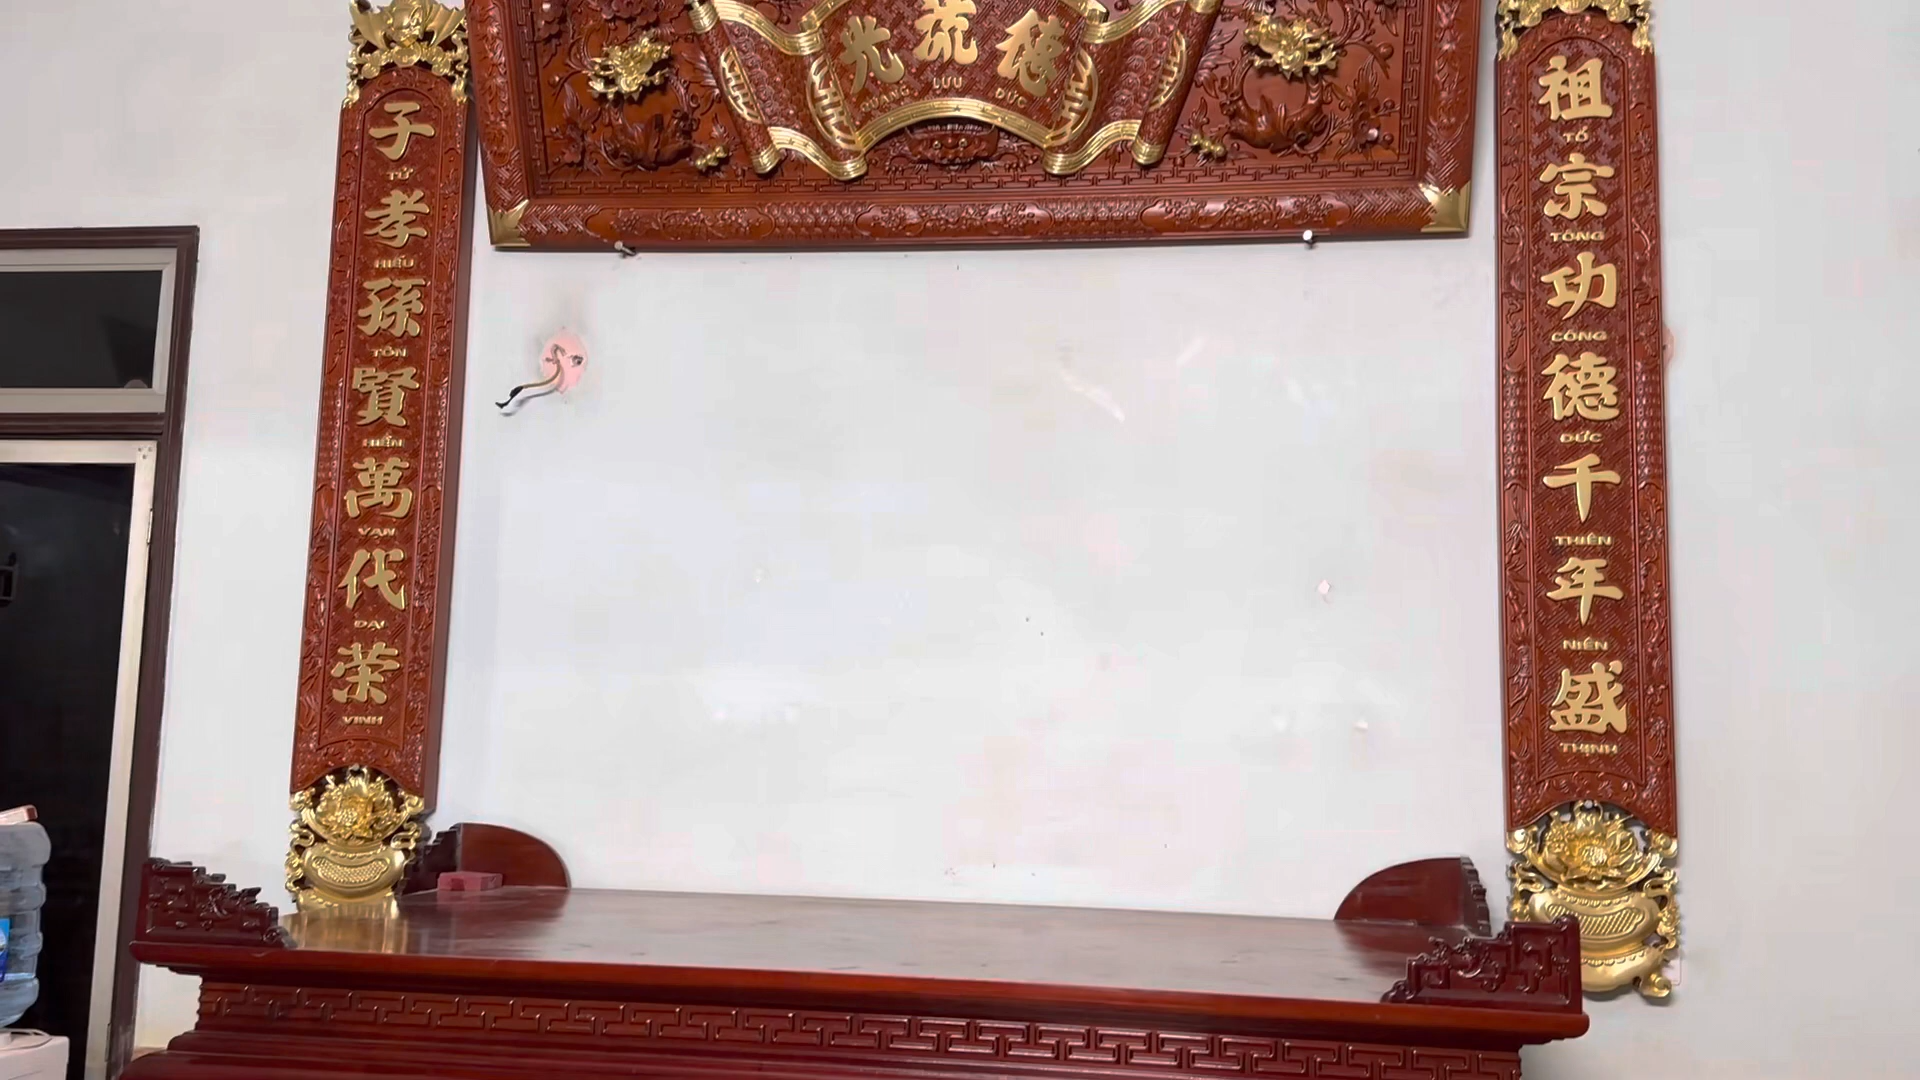 光 流 德
QUANG LƯU ĐỨC
子
TỬ
孝
HIẾU
孫
TÔN
賢
HIỀN
萬
VẠN
代
ĐẠI
荣
VINH
祖
TỔ
宗
TÔNG
功
CÔNG
德
ĐỨC
千
THIÊN
年
NIÊN
盛
THỊNH